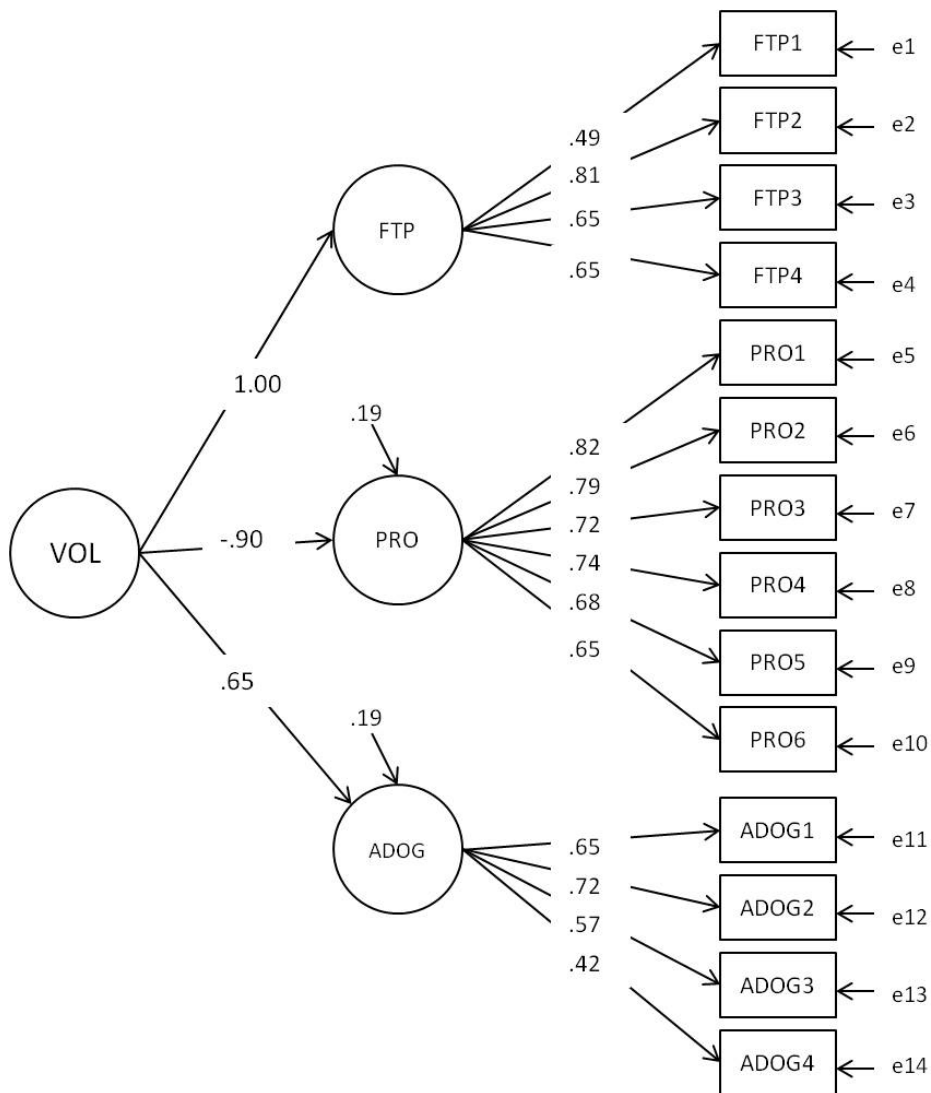 FTP1
e1
FTP2
e2
FTP3
e3
FTP4
e4
.49
.81
.65
.65
FTP
1.00
PRO1
e5
PRO2
e6
PRO3
e7
PRO4
e8
PRO5
e9
PRO6
e10
.82
.79
.72
.74
.68
.65
.19
PRO
VOL
-.90
.65
.19
ADOG
.65
.72
.57
.42
ADOG1
e11
ADOG2
e12
ADOG3
e13
ADOG4
e14